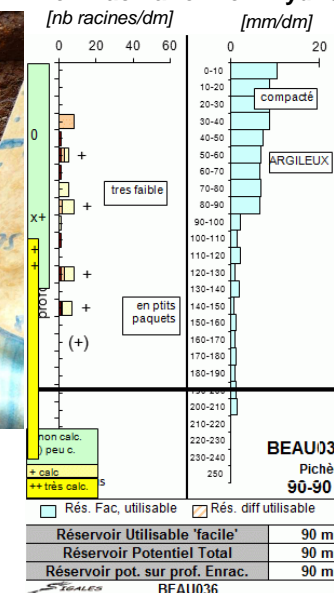 [nb racines/dm] [mm/dm]
0 20 40 60
0 20
0-10
10-20
20-30
30-40
40-50
50-60
60-70
70-80
80-90
90-100
100-110
110-120
120-130
130-140
140-150
150-160
160-170
170-180
180-190
200-210
210-220
220-230
230-240
250
compacté
ARGILEUX
0
+
tres faible
x+
+
+
+
+
+
en ptits
paquets
(+)
non calc.
) peu c.
+ calc
++ très calc.
BEAU03
Pichè
90-90
Rés. Fac, utilisable Rés. diff utilisable
Réservoir Utilisable 'facile' 90 m
Réservoir Potentiel Total 90 m
Réservoir pot. sur prof. Enrac. 90 m
SIGALES BEAU036